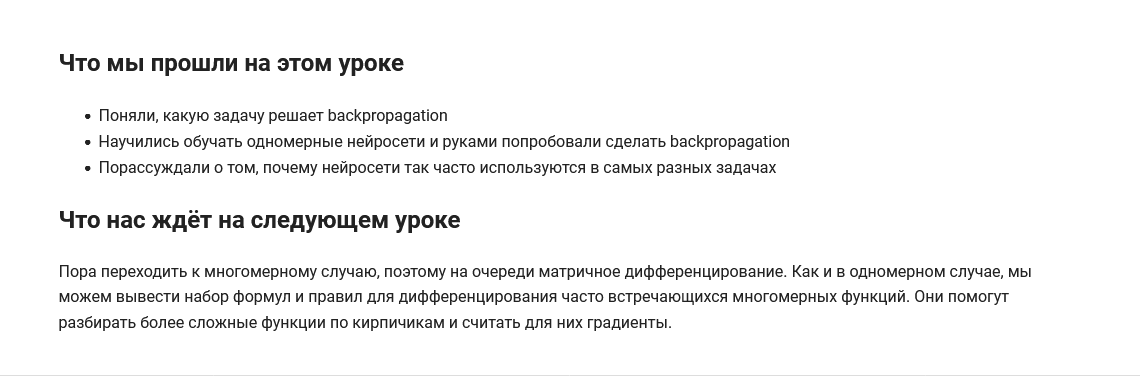 Что мы прошли на этом уроке
• Поняли, какую задачу решает backpropagation
• Научились обучать одномерные нейросети и руками попробовали сделать backpropagation
• Порассуждали о том, почему нейросети так часто используются в самых разных задачах
Что нас ждёт на следующем уроке
Пора переходить к многомерному случаю, поэтому на очереди матричное дифференцирование. Как и в одномерном случае, мы
можем вывести набор формул и правил для дифференцирования часто встречающихся многомерных функций. Они помогут
разбирать более сложные функции по кирпичикам и считать для них градиенты.